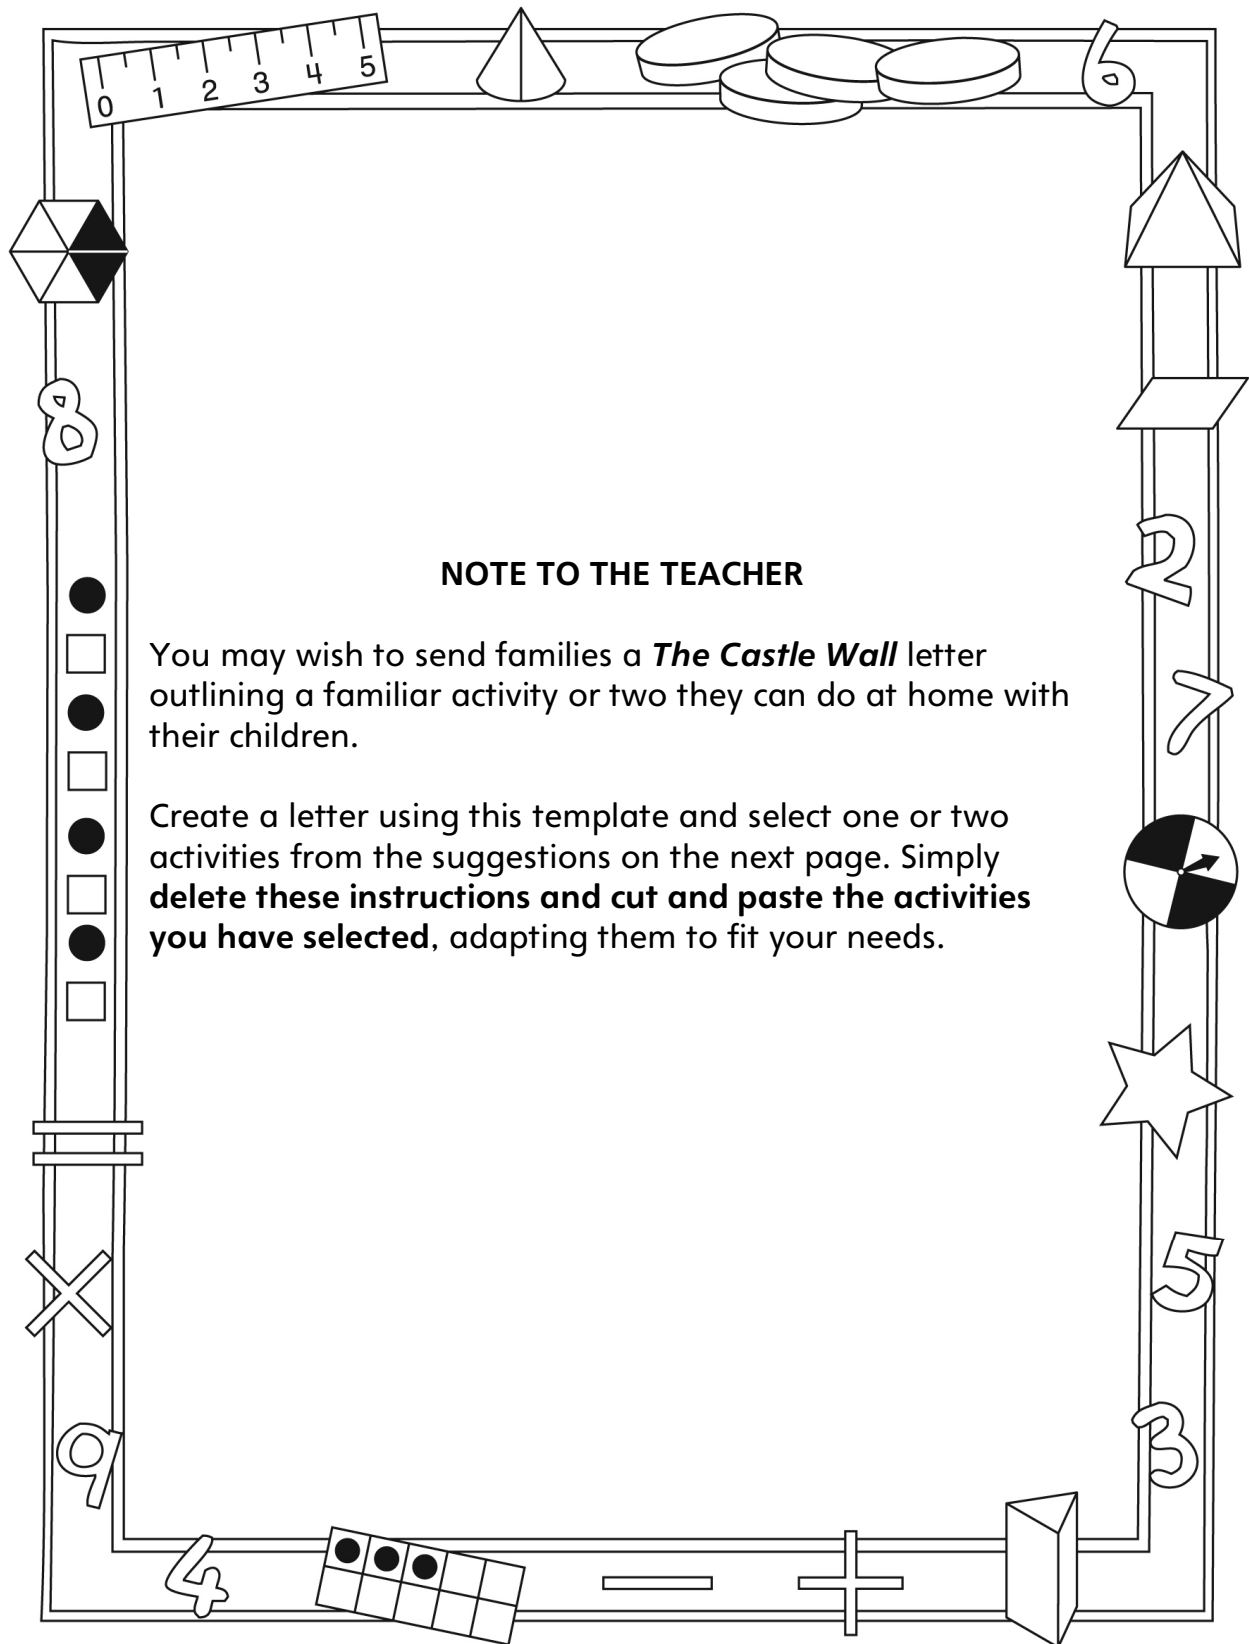 0 1 2 3 4 5
6
8
NOTE TO THE TEACHER
2
You may wish to send families a The Castle Wall letter
outlining a familiar activity or two they can do at home with
their children.
7
Create a letter using this template and select one or two
activities from the suggestions on the next page. Simply
delete these instructions and cut and paste the activities
you have selected, adapting them to fit your needs.
=
×
5
9
3
4
− +